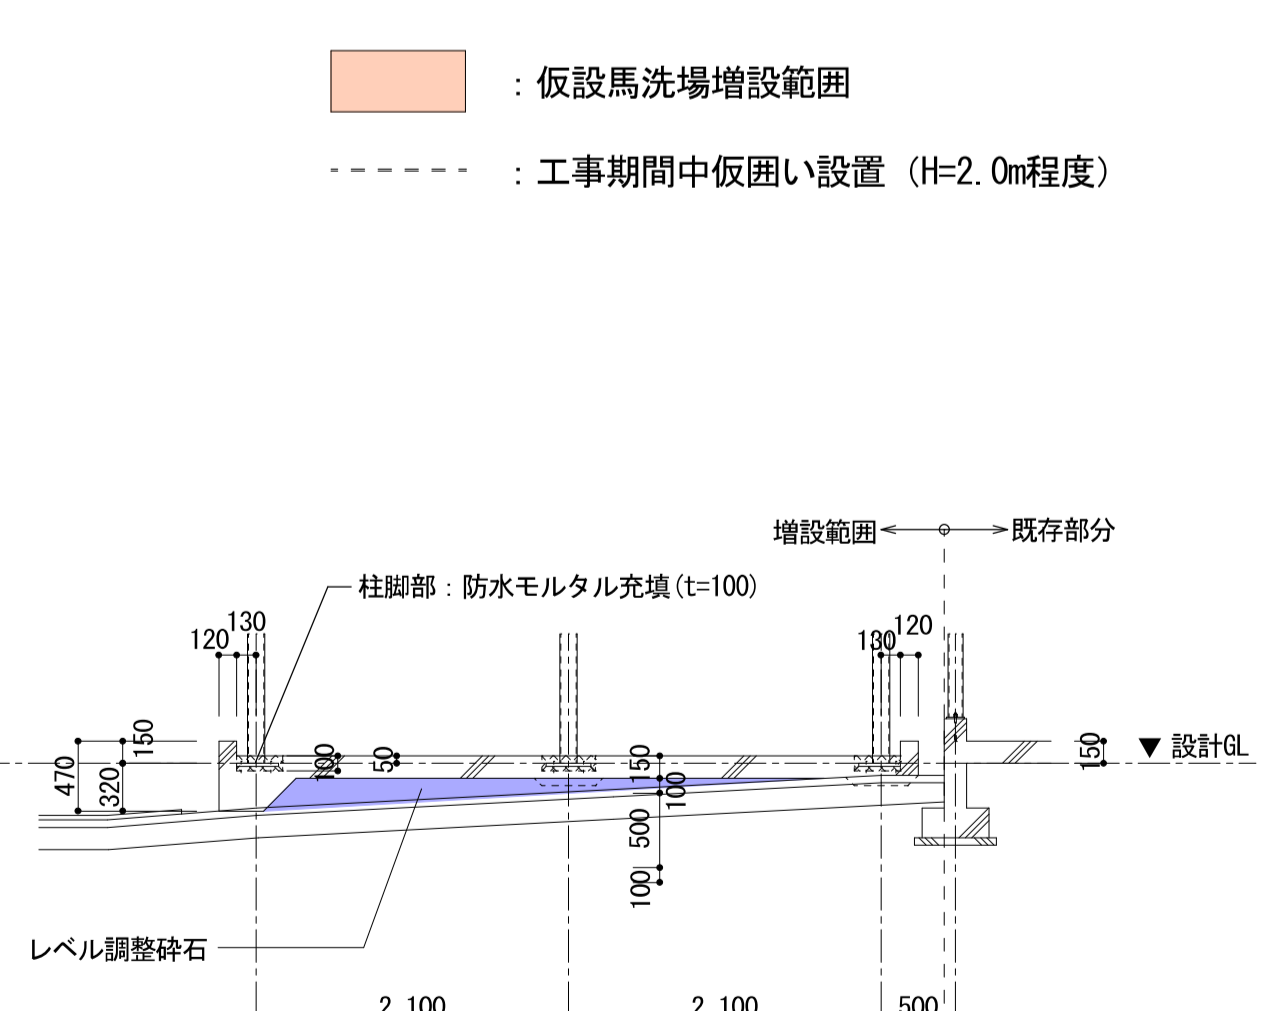 ：仮設馬洗場増設範囲
：工事期間中仮囲い設置（H=2.0m程度）
増設範囲
既存部分
柱脚部：防水モルタル充填(t=100)
130
120
130
120
150
470
320
100
50
150
100
500
100
150
▼ 設計GL
レベル調整砕石
2,100
2,100
500